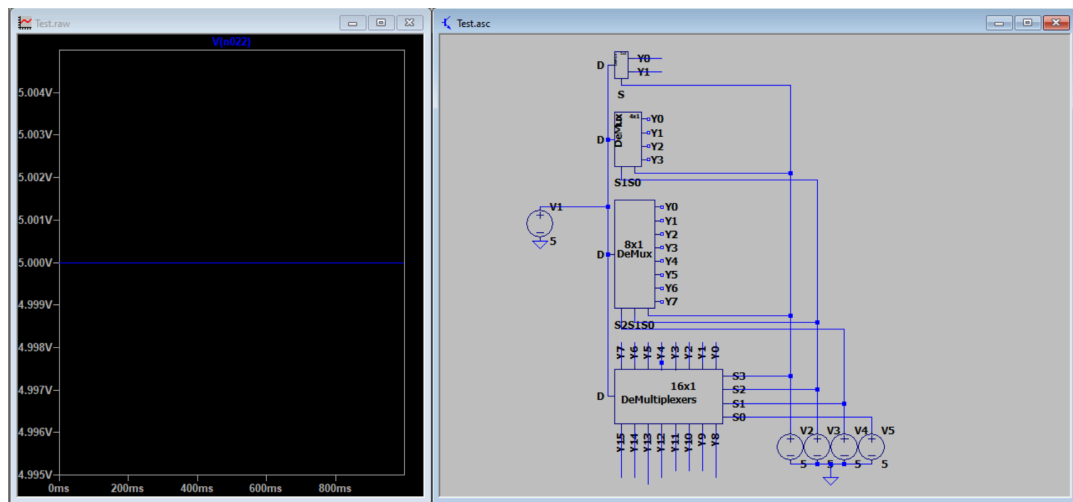 Test.raw
V(n022)
5.004V
5.003V
5.002V
5.001V
5.000V
4.999V
4.998V
4.997V
4.996V
4.995V
0ms 200ms 400ms 600ms 800ms
Test.asc
D Y0
Y1
S
4x1
D DeMux Y0
Y1
Y2
Y3
S1S0
V1
5
Y0
Y1
Y2
8x1 Y3
D DeMux Y4
Y5
Y6
Y7
S2S1S0
Y7 Y6 Y5 Y4 Y3 Y2 Y1 Y0
16x1 S3
S2
D DeMultiplexers S1
S0
Y15 Y14 Y13 Y12 Y11 Y10 Y9 Y8
V2 V3 V4 V5
5 5 5 5